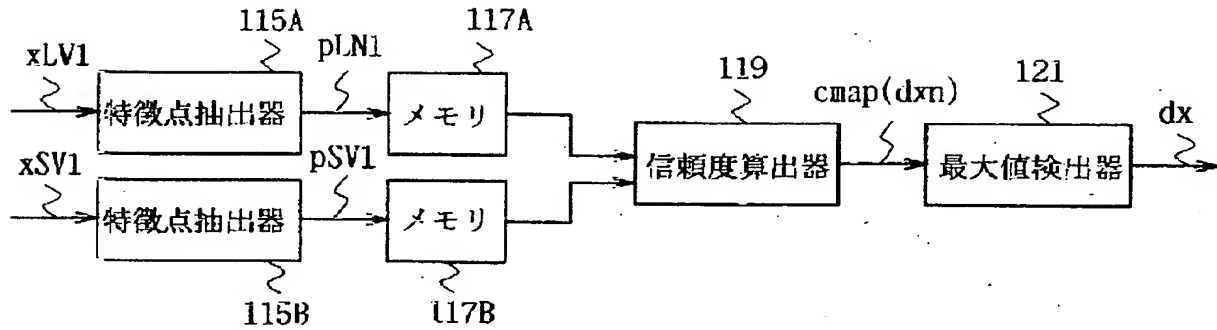 115A
117A
xLV1
pLN1
特徴点抽出器
メモリ
119
121
cmap(dxn)
dx
信頼度算出器
最大値検出器
xSV1
pSV1
特徴点抽出器
メモリ
115B
117B